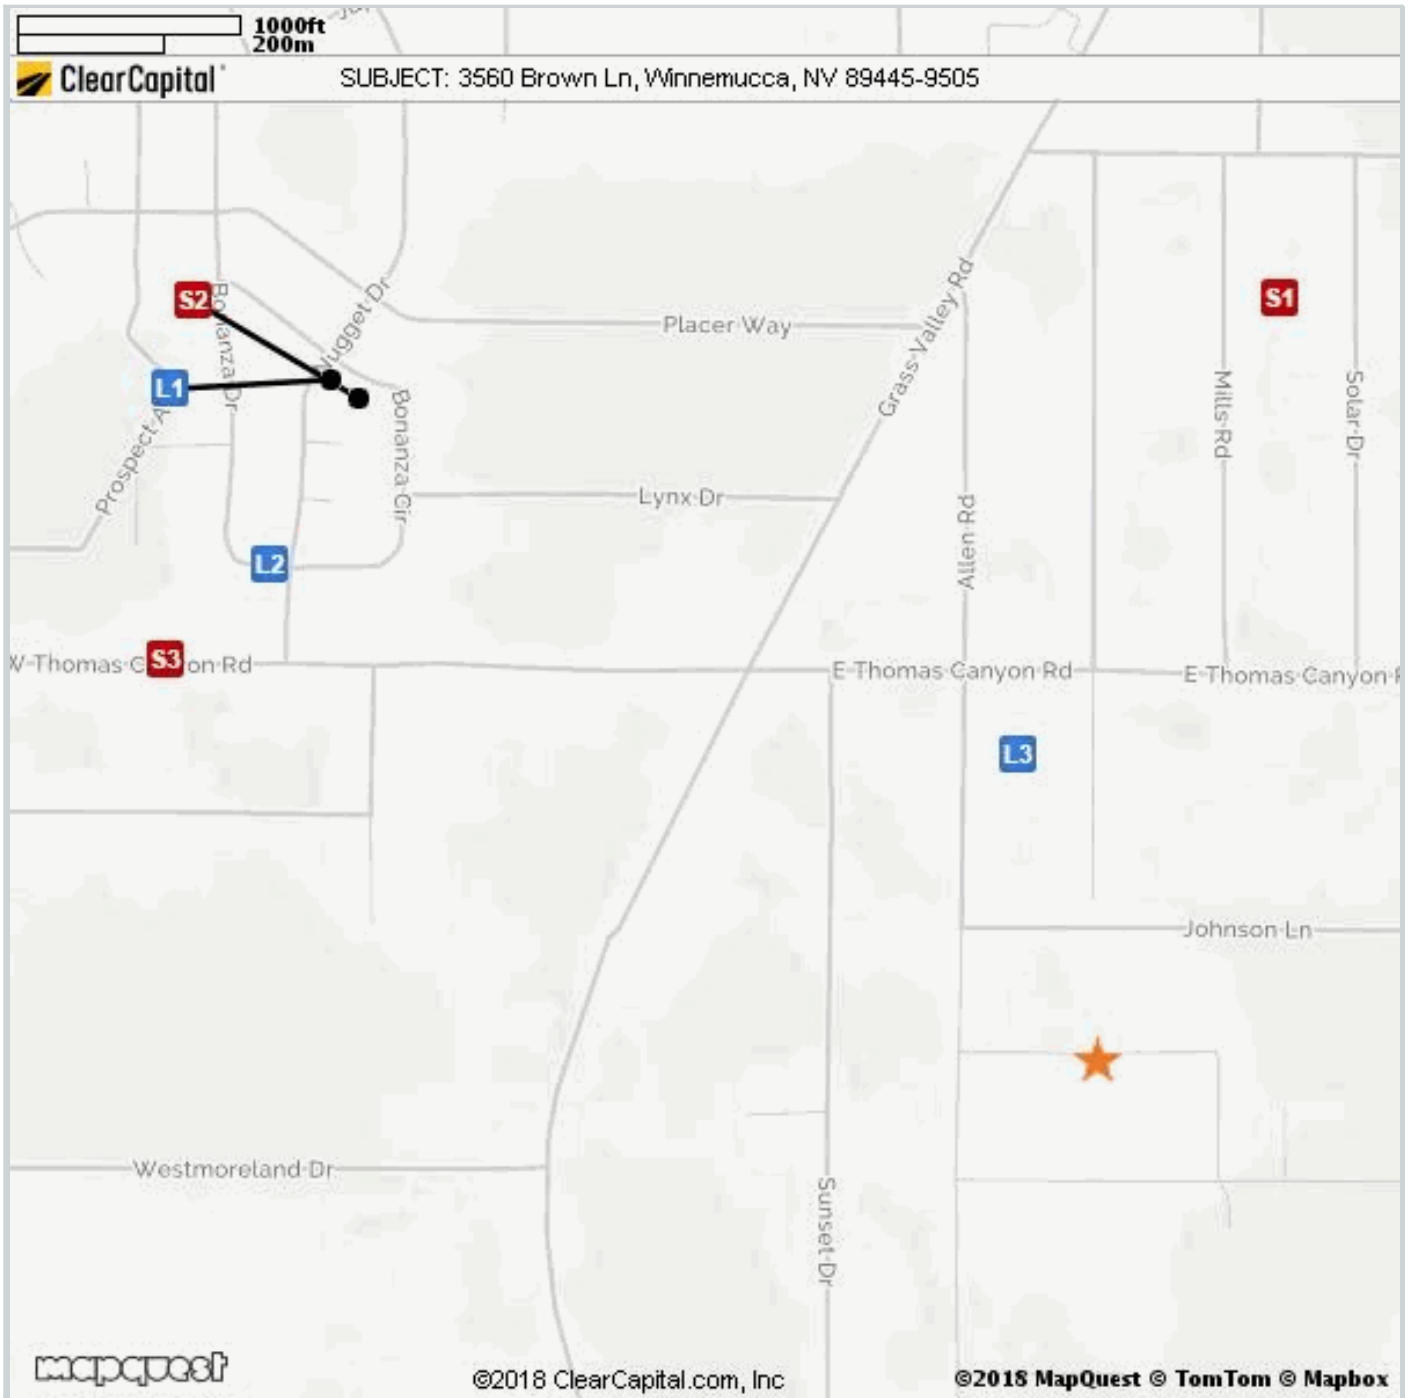 1000ft
200m
ClearCapital
SUBJECT: 3560 Brown Ln, Winnemucca, NV 89445-9505
S2
Bonanza Dr
Nugget Dr
Placer Way
Grass Valley Rd
S1
L1
Prospect A
Bonanza Cir
Mills Rd
Solar Dr
Lynx Dr
Allen Rd
L2
W Thomas C
S3
on Rd
E Thomas Canyon Rd
E Thomas Canyon
L3
Johnson Ln
Westmoreland Dr
Sunset Dr
mapquest
©2018 ClearCapital.com, Inc
©2018 MapQuest © TomTom © Mapbox